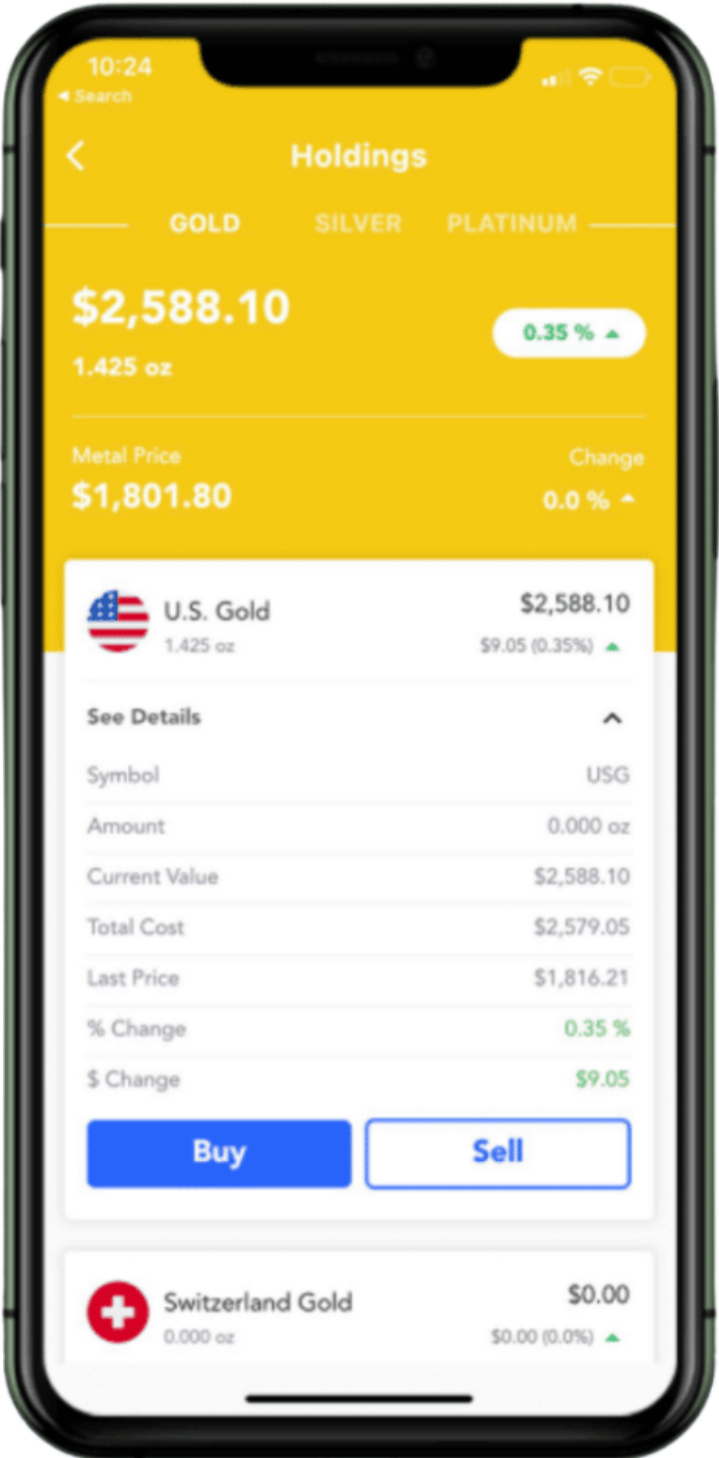 10:24
◀ Search
Holdings
GOLD SILVER PLATINUM
$2,588.10
0.35 % ▲
1.425 oz
Metal Price Change
$1,801.80 0.0 % ▲
U.S. Gold $2,588.10
1.425 oz $9.05 (0.35%) ▲
See Details
Symbol USG
Amount 0.000 oz
Current Value $2,588.10
Total Cost $2,579.05
Last Price $1,816.21
% Change 0.35 %
$ Change $9.05
Buy Sell
Switzerland Gold $0.00
0.000 oz $0.00 (0.0%) ▲